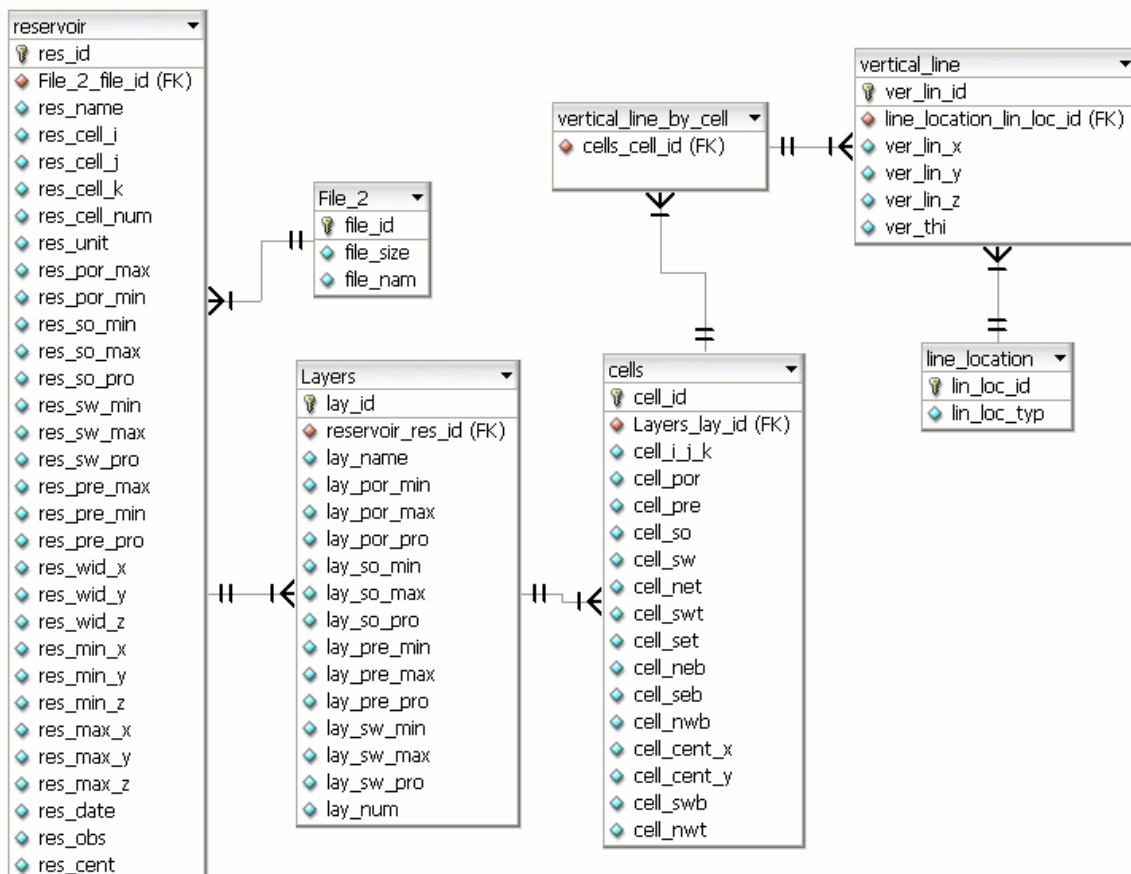 reservoir
res_id
File_2_file_id (FK)
res_name
res_cell_i
res_cell_j
res_cell_k
res_cell_num
res_unit
res_por_max
res_por_min
res_so_min
res_so_max
res_so_pro
res_sw_min
res_sw_max
res_sw_pro
res_pre_max
res_pre_min
res_pre_pro
res_wid_x
res_wid_y
res_wid_z
res_min_x
res_min_y
res_min_z
res_max_x
res_max_y
res_max_z
res_date
res_obs
res_cent
File_2
file_id
file_size
file_nam
Layers
lay_id
reservoir_res_id (FK)
lay_name
lay_por_min
lay_por_max
lay_por_pro
lay_so_min
lay_so_max
lay_so_pro
lay_pre_min
lay_pre_max
lay_pre_pro
lay_sw_min
lay_sw_max
lay_sw_pro
lay_num
vertical_line_by_cell
cells_cell_id (FK)
cells
cell_id
Layers_lay_id (FK)
cell_i_j_k
cell_por
cell_pre
cell_so
cell_sw
cell_net
cell_swt
cell_set
cell_neb
cell_seb
cell_nwb
cell_cent_x
cell_cent_y
cell_swb
cell_nwt
vertical_line
ver_lin_id
line_location_lin_loc_id (FK)
ver_lin_x
ver_lin_y
ver_lin_z
ver_thi
line_location
lin_loc_id
lin_loc_typ